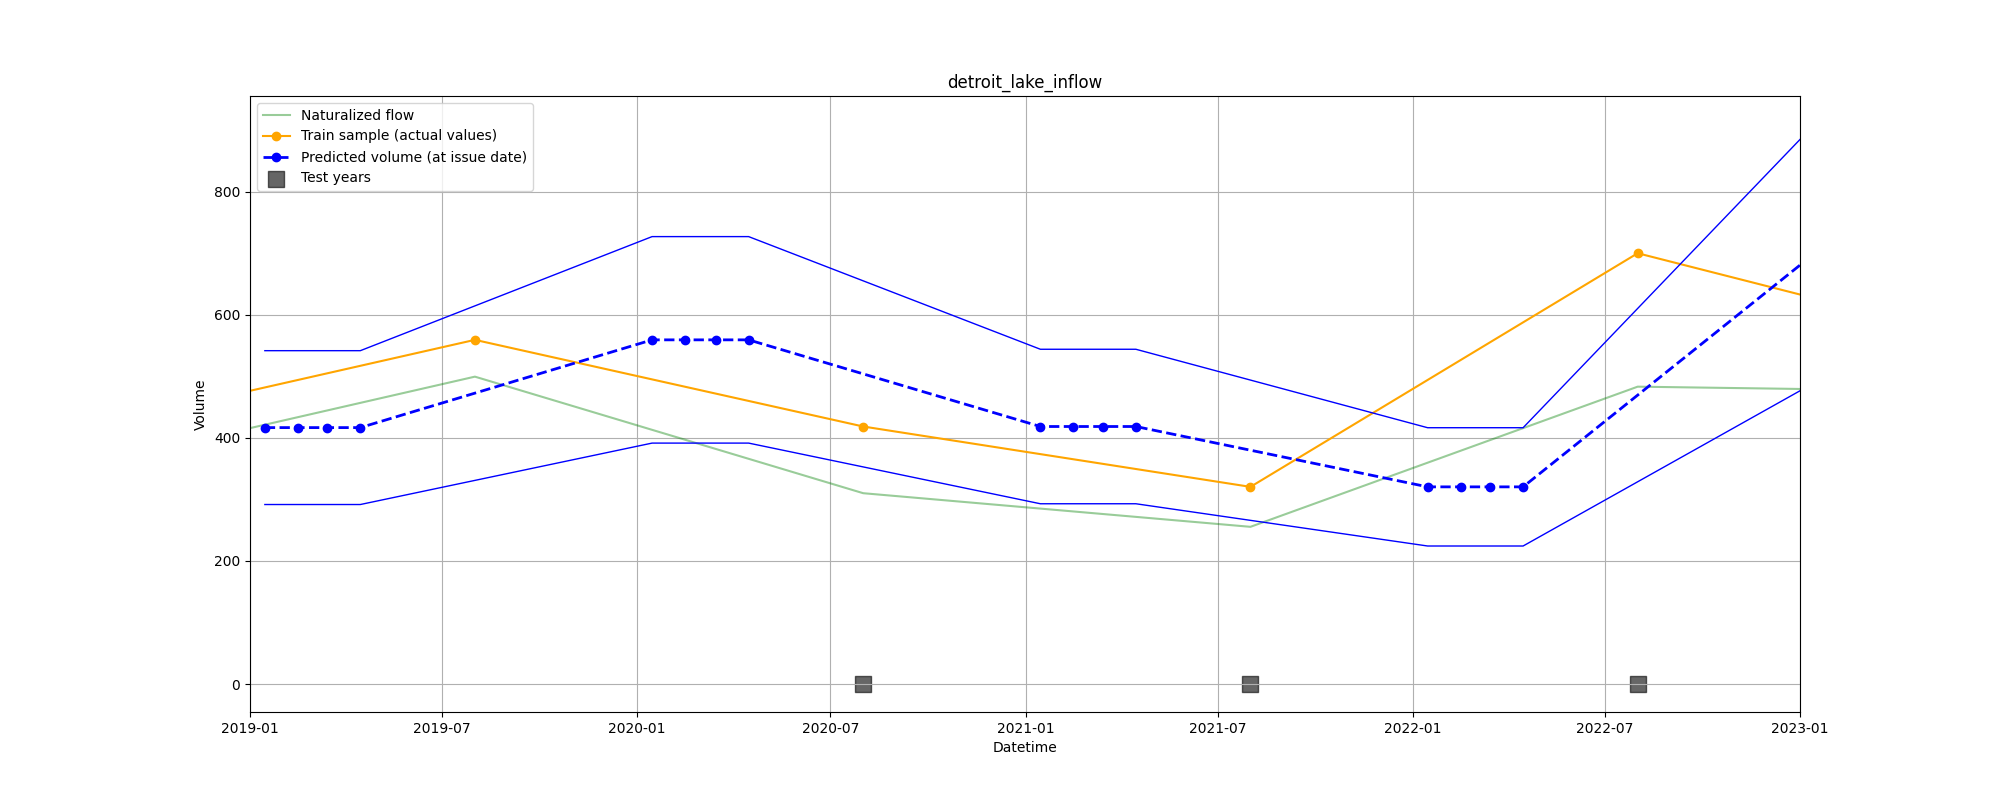 detroit_lake_inflow
Naturalized flow
Train sample (actual values)
Predicted volume (at issue date)
Test years
Volume
800
600
400
200
0
2019-01 2019-07 2020-01 2020-07 2021-01 2021-07 2022-01 2022-07 2023-01
Datetime